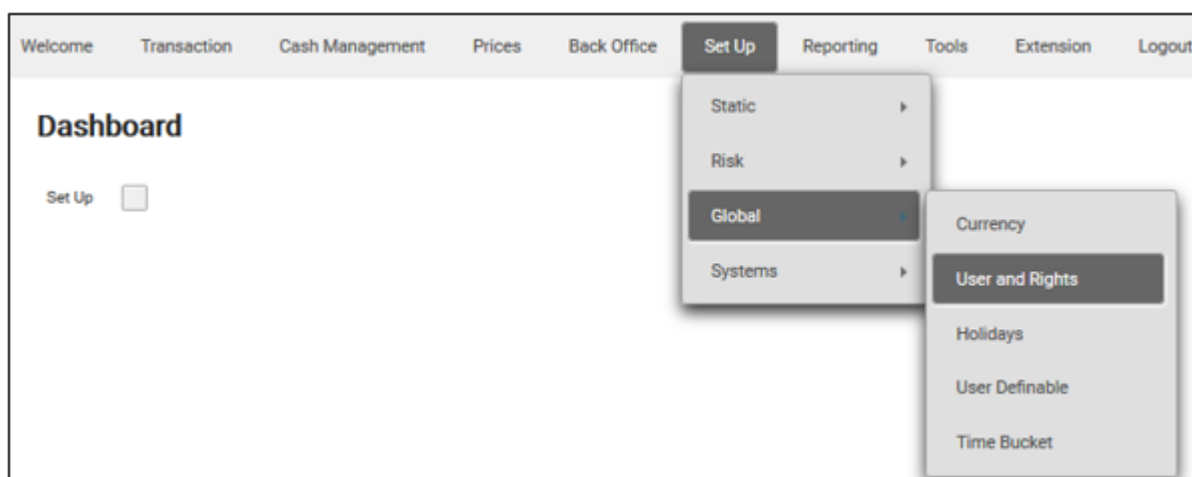 Welcome Transaction Cash Management Prices Back Office Set Up Reporting Tools Extension Logout
Dashboard
Set Up
Static
Risk
Global
Systems
Currency
User and Rights
Holidays
User Definable
Time Bucket